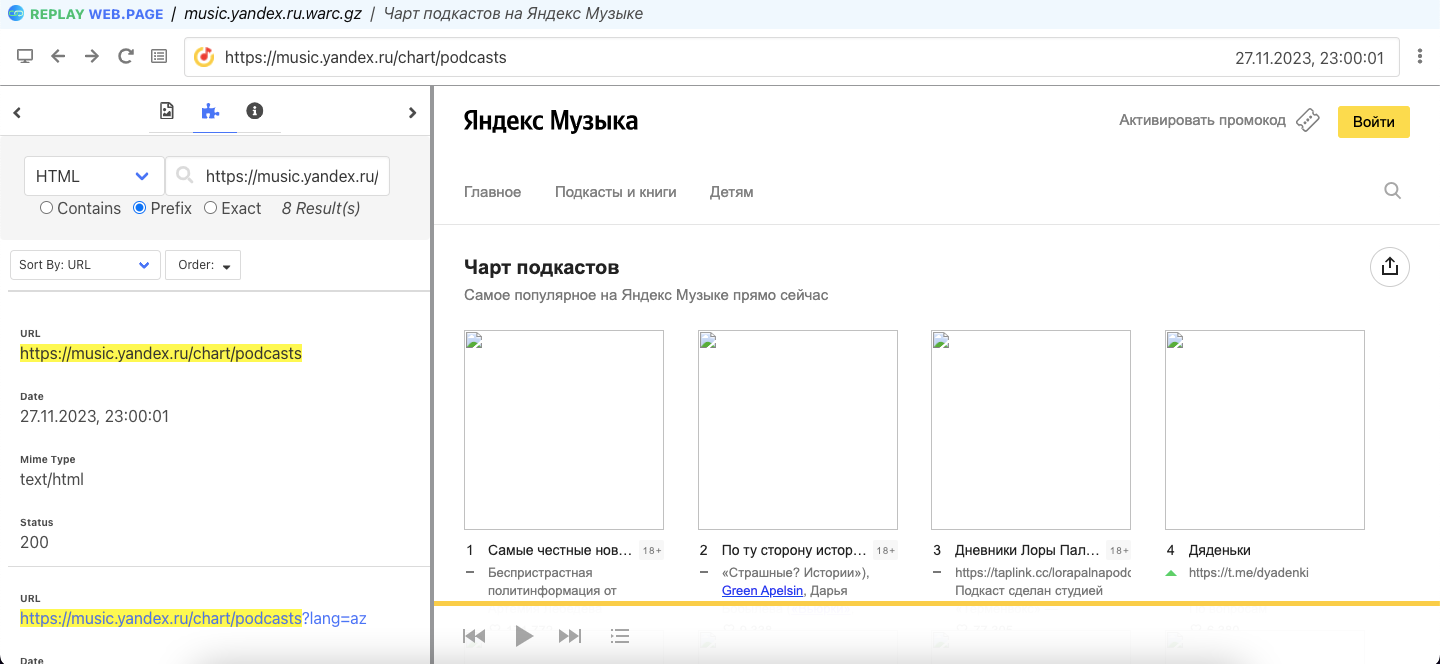 REPLAY WEB.PAGE / music.yandex.ru.warc.gz / Чарт подкастов на Яндекс Музыке
https://music.yandex.ru/chart/podcasts 27.11.2023, 23:00:01
HTML https://music.yandex.ru/
Contains Prefix Exact 8 Result(s)
Sort By: URL Order:
URL
https://music.yandex.ru/chart/podcasts
Date
27.11.2023, 23:00:01
Mime Type
text/html
Status
200
URL
https://music.yandex.ru/chart/podcasts?lang=az
Date
Яндекс Музыка Активировать промокод Войти
Главное Подкасты и книги Детям
Чарт подкастов
Самое популярное на Яндекс Музыке прямо сейчас
1 Самые честные нов... 18+
Беспристрастная
политинформация от
2 По ту сторону истор... 18+
«Страшные? Истории»),
Green Apelsin, Дарья
3 Дневники Лоры Пал... 18+
https://taplink.cc/lorapalnapodc
Подкаст сделан студией
4 Дяденьки
https://t.me/dyadenki